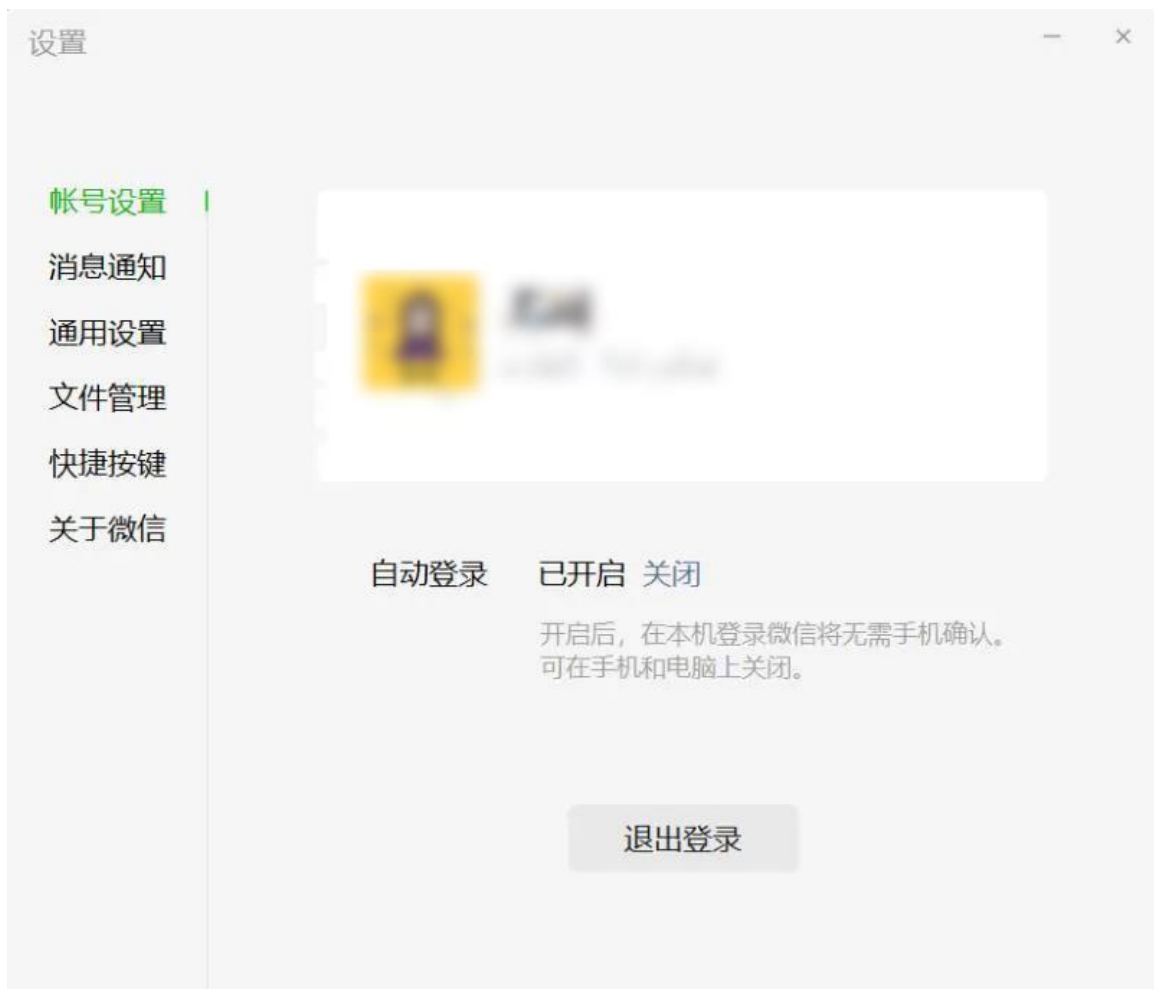 设置
帐号设置
消息通知
通用设置
文件管理
快捷按键
关于微信
自动登录 已开启 关闭
开启后，在本机登录微信将无需手机确认。
可在手机和电脑上关闭。
退出登录